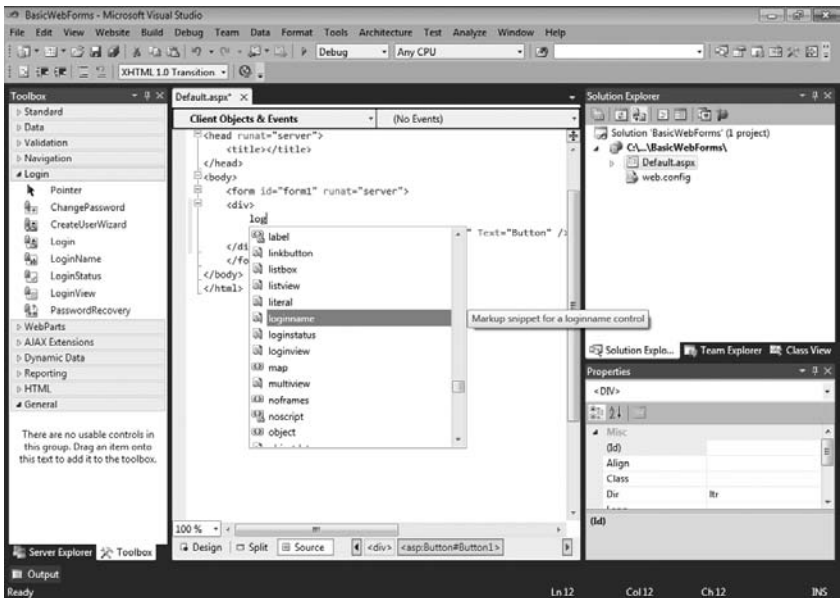 BasicWebForms - Microsoft Visual Studio
File Edit View Website Build Debug Team Data Format Tools Architecture Test Analyze Window Help
Debug Any CPU
XHTML 1.0 Transition
Toolbox
Standard
Data
Validation
Navigation
Login
Pointer
ChangePassword
CreateUserWizard
Login
LoginName
LoginStatus
LoginView
PasswordRecovery
WebParts
AJAX Extensions
Dynamic Data
Reporting
HTML
General
There are no usable controls in
this group. Drag an item onto
this text to add it to the toolbox.
Server Explorer Toolbox
Default.aspx*
Client Objects & Events (No Events)
<head runat="server">
<title></title>
</head>
<body>
<form id="form1" runat="server">
<div>
log
" Text="Button" />
</di
</fo
</body>
</html>
label
linkbutton
listbox
listview
literal
loginname
loginstatus
loginview
map
multiview
noframes
noscript
object
Markup snippet for a loginname control
100 %
Design Split Source <div> <asp:Button#Button1>
Solution Explorer
Solution 'BasicWebForms' (1 project)
C:\...\BasicWebForms\
Default.aspx
web.config
Solution Explo... Team Explorer Class View
Properties
<DIV>
Misc
(Id)
Align
Class
Dir ltr
(Id)
Output
Ready Ln 12 Col 12 Ch 12 INS